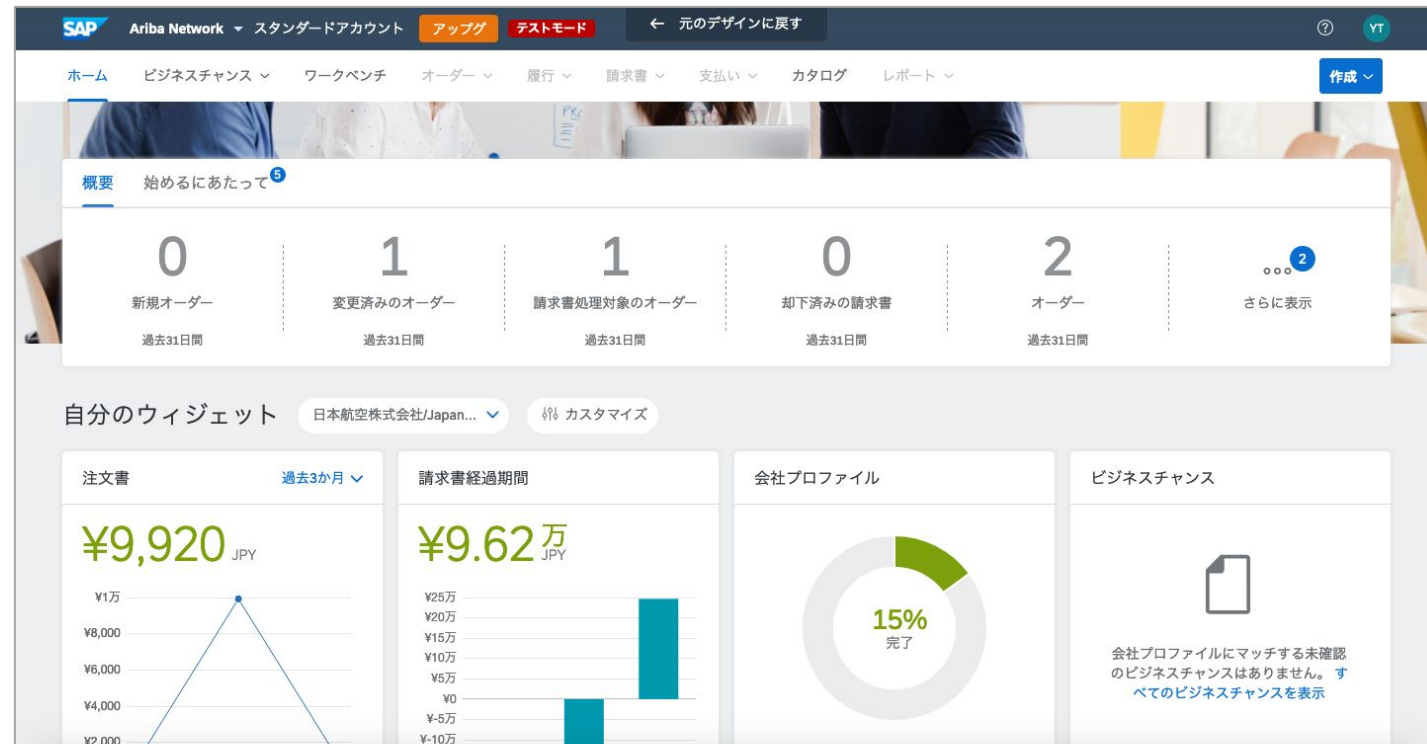 SAP Ariba Network スタンダードアカウント アップグ テストモード ← 元のデザインに戻す ? YT
ホーム ビジネスチャンス ワークベンチ オーダー 履行 請求書 支払い カタログ レポート 作成
概要 始めるにあたって 5
0 1 1 0 2 2
新規オーダー 変更済みのオーダー 請求書処理対象のオーダー 却下済みの請求書 オーダー さらに表示
過去31日間 過去31日間 過去31日間 過去31日間 過去31日間
自分のウィジェット 日本航空株式会社/Japan... カスタマイズ
注文書 過去3か月 請求書経過期間 会社プロファイル ビジネスチャンス
¥9,920 JPY
¥1万
¥8,000
¥6,000
¥4,000
¥2,000
¥9.62 万 JPY
¥25万
¥20万
¥15万
¥10万
¥5万
¥0
¥-5万
¥-10万
15%
完了
会社プロファイルにマッチする未確認
のビジネスチャンスはありません。 す
べてのビジネスチャンスを表示